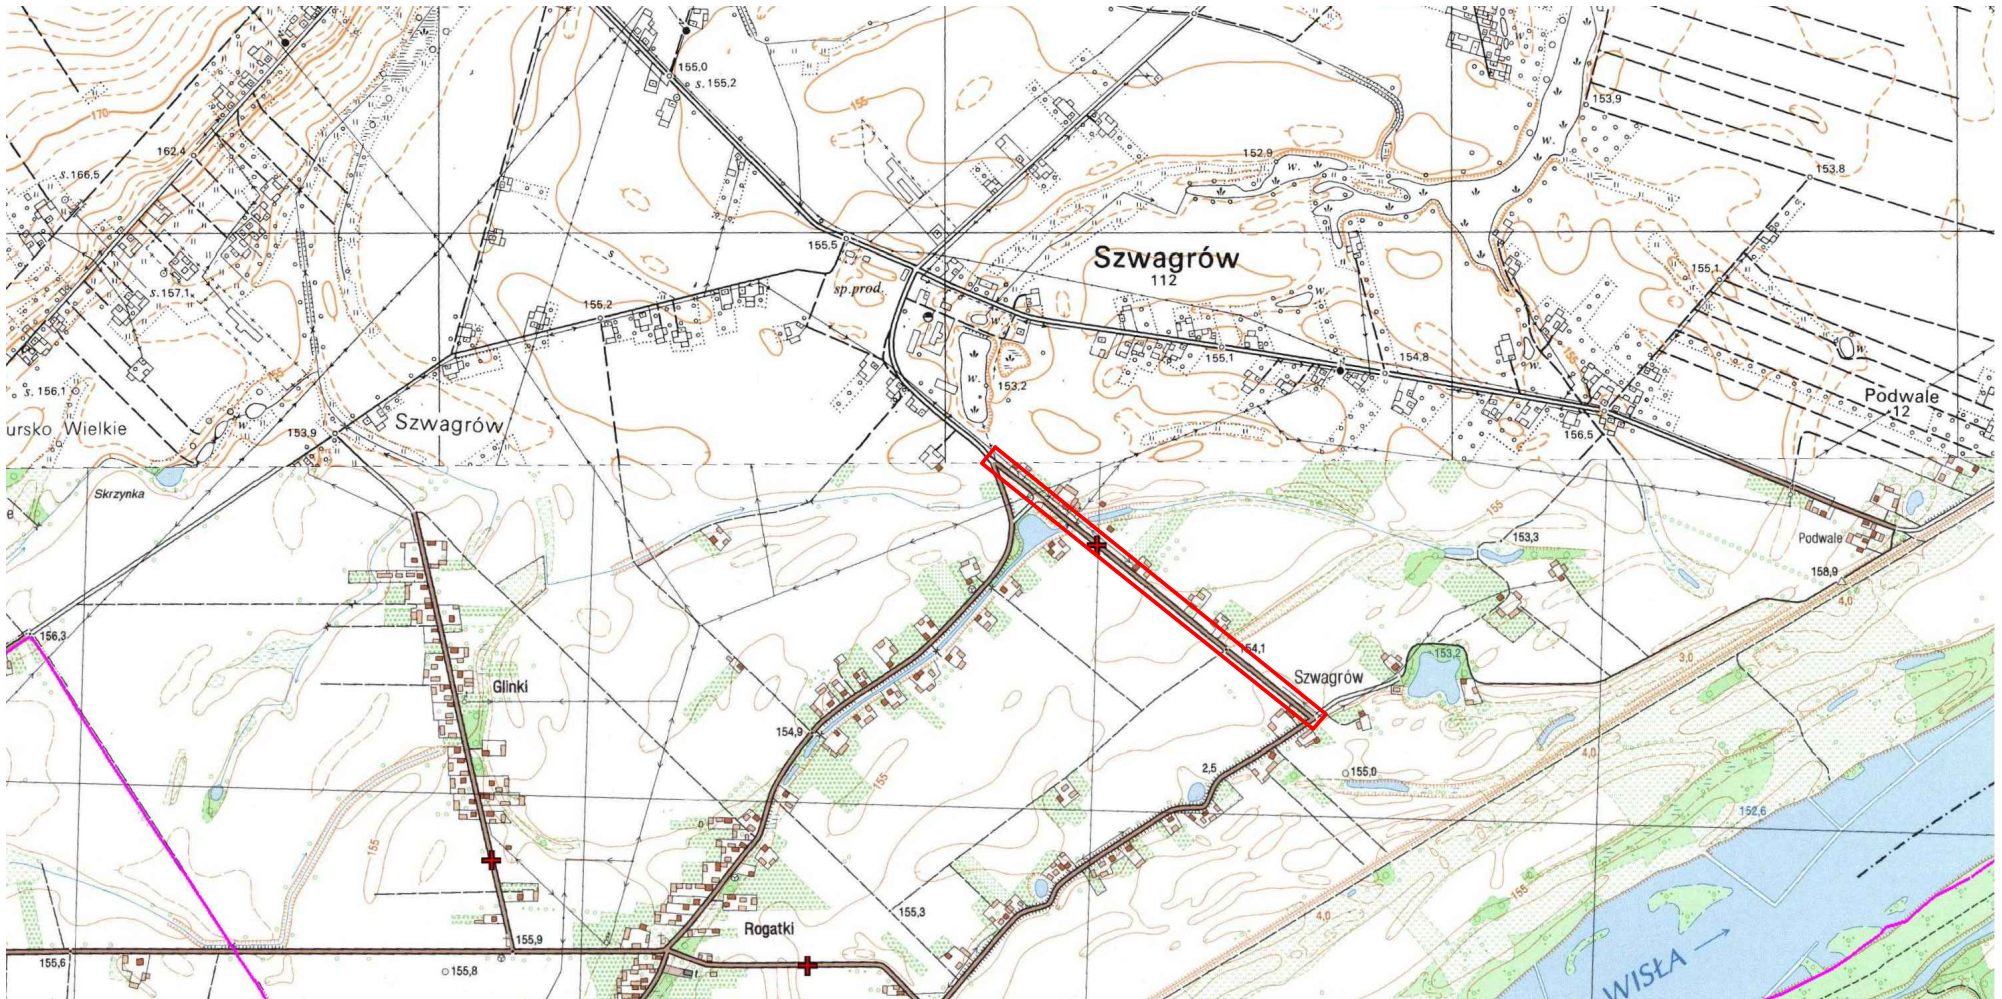 155,0
s. 155,2
155
153,9
170
162.4
152,9
W.
153.8
s.166,5
W.
W.
155,5
Szwagrów
112
155,1
s.157,1
sp.prod.
W.
155.2
155,1
154.8
155
W.
W.
s. 156,1
155
W.
153,2
Podwale
12
ursko Wielkie
W.
153,9
Szwagrów
156,5
Skrzynka
e
155
153,3
Podwale
158,9
4,0
156,3
154,1
153,2
3,0
Szwagrów
Glinki
154,9
4,0
155
2,5
155,0
152,6
155
155
155,3
4,0
Rogatki
155,9
155,6
155,8
WISŁA